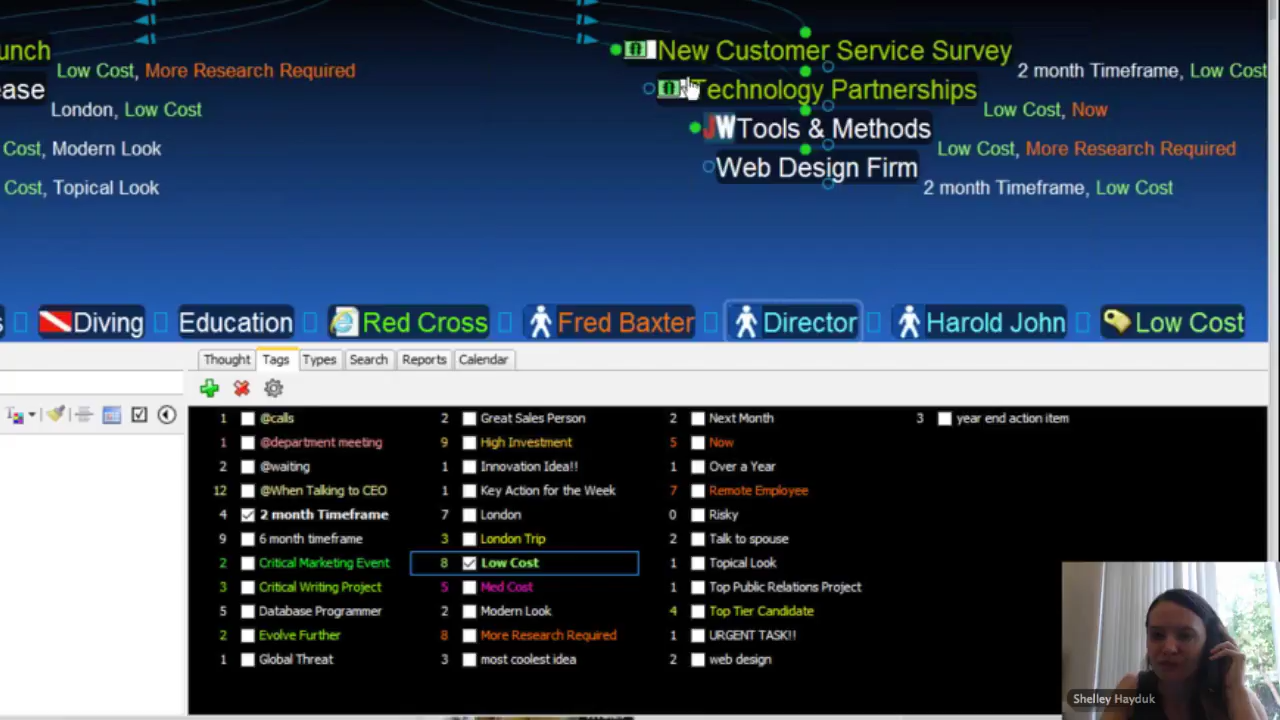 unch
Low Cost, More Research Required
ease
London, Low Cost
Cost, Modern Look
Cost, Topical Look
New Customer Service Survey
2 month Timeframe, Low Cost
Technology Partnerships
Low Cost, Now
JW Tools & Methods
Low Cost, More Research Required
Web Design Firm
2 month Timeframe, Low Cost
s Diving Education Red Cross Fred Baxter Director Harold John Low Cost
Thought Tags Types Search Reports Calendar
1 @calls 2 Great Sales Person 2 Next Month 3 year end action item
1 @department meeting 9 High Investment 5 Now
2 @waiting 1 Innovation Idea!! 1 Over a Year
12 @When Talking to CEO 1 Key Action for the Week 7 Remote Employee
4 2 month Timeframe 7 London 0 Risky
9 6 month timeframe 3 London Trip 2 Talk to spouse
2 Critical Marketing Event 8 Low Cost 1 Topical Look
3 Critical Writing Project 5 Med Cost 1 Top Public Relations Project
5 Database Programmer 2 Modern Look 4 Top Tier Candidate
2 Evolve Further 8 More Research Required 1 URGENT TASK!!
1 Global Threat 3 most coolest idea 2 web design
Shelley Hayduk